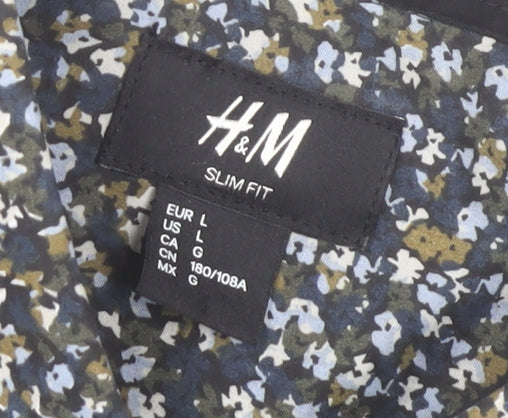 H&M
SLIM FIT
EUR L
US L
CA G
CN 180/108A
MX G